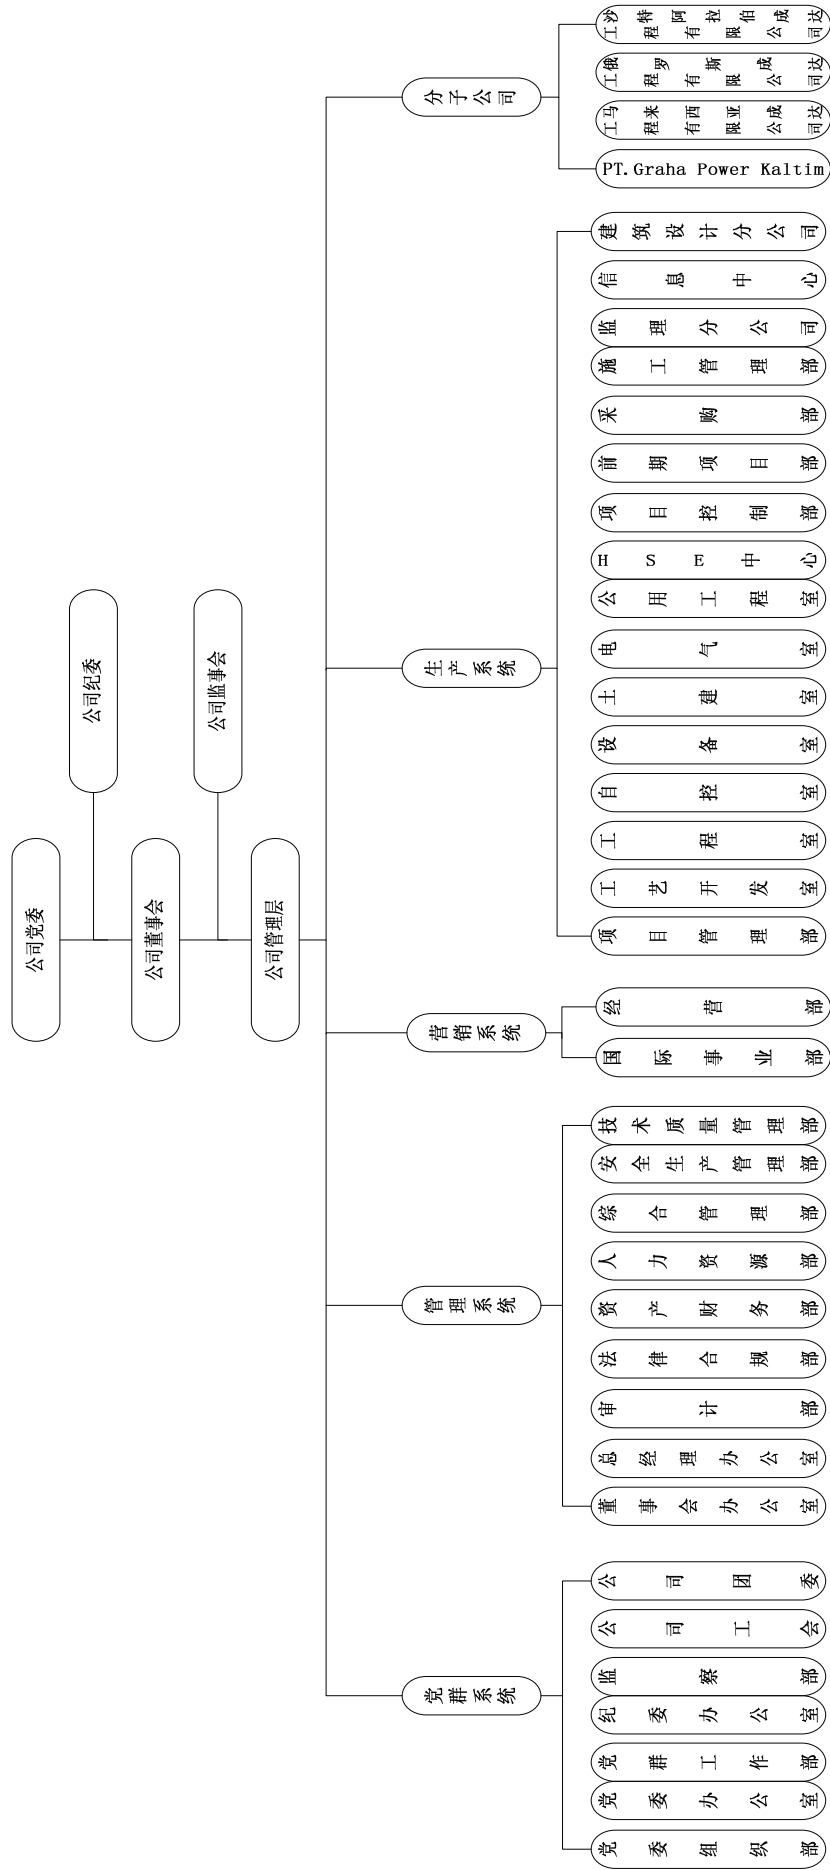 公司党委
公司纪委
公司董事会
公司监事会
公司管理层
党群系统
管理系统
营销系统
生产系统
分子公司
党委组织部
党委办公室
党群工作部
纪委办公室
监察部
公司工会
公司团委
董事会办公室
总经理办公室
审计部
法律合规部
资产财务部
人力资源部
综合管理部
安全生产管理部
技术质量管理部
国际事业部
经营部
项目管理部
工艺开发室
工程室
自控室
设备室
土建室
电气室
公用工程室
HSE中心
项目控制部
前期项目部
采购部
施工管理部
监理分公司
信息中心
建筑设计分公司
PT.Graha Power Kaltim
马来西亚成达
工程有限公司
俄罗斯成达
工程有限公司
沙特阿拉伯成达
工程有限公司